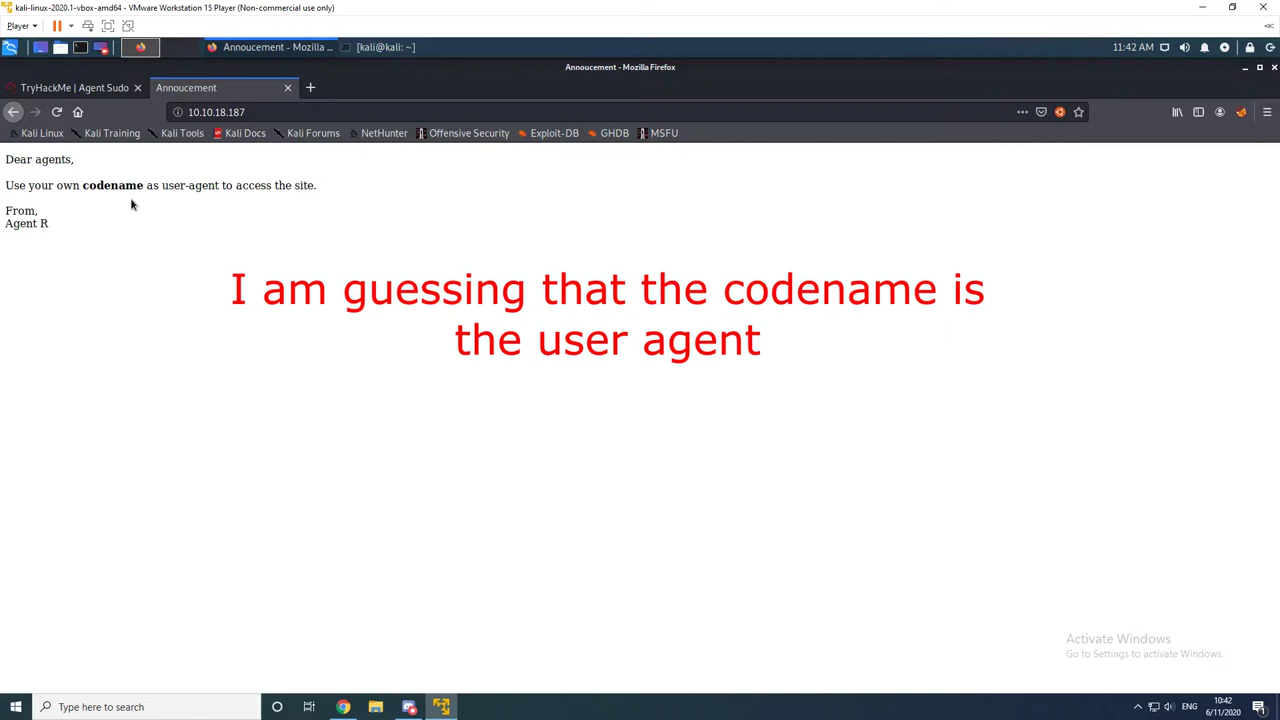 kali-linux-2020.1-vbox-amd64 - VMware Workstation 15 Player (Non-commercial use only)
Player
Annoucement - Mozilla ...
[kali@kali: ~]
11:42 AM
Annoucement - Mozilla Firefox
TryHackMe | Agent Sudo
Annoucement
10.10.18.187
Kali Linux
Kali Training
Kali Tools
Kali Docs
Kali Forums
NetHunter
Offensive Security
Exploit-DB
GHDB
MSFU
Dear agents,
Use your own codename as user-agent to access the site.
From,
Agent R
I am guessing that the codename is
the user agent
Activate Windows
Go to Settings to activate Windows.
Type here to search
ENG
10:42
6/11/2020
1